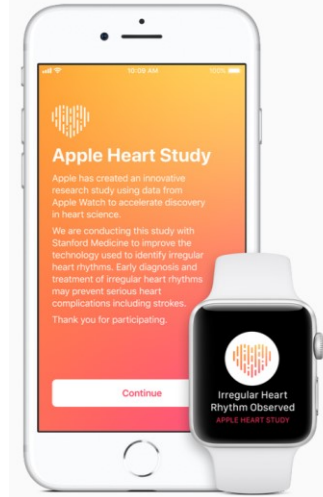 10:09 AM
100%
Apple Heart Study
Apple has created an innovative
research study using data from
Apple Watch to accelerate discovery
in heart science.
We are conducting this study with
Stanford Medicine to improve the
technology used to identify irregular
heart rhythms. Early diagnosis and
treatment of irregular heart rhythms
may prevent serious heart
complications including strokes.
Thank you for participating.
Continue
Irregular Heart
Rhythm Observed
APPLE HEART STUDY